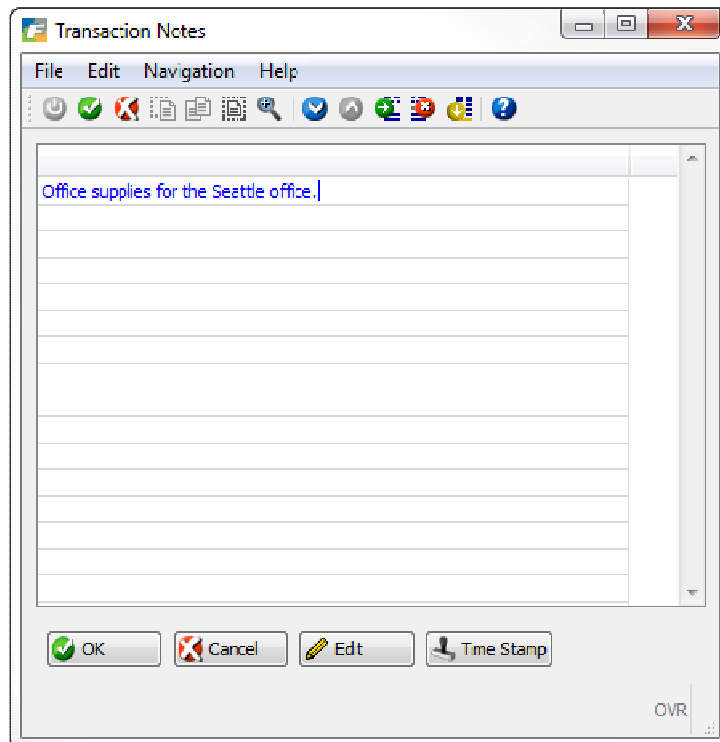 Transaction Notes
File Edit Navigation Help
Office supplies for the Seattle office.
OK Cancel Edit Time Stamp
OVR